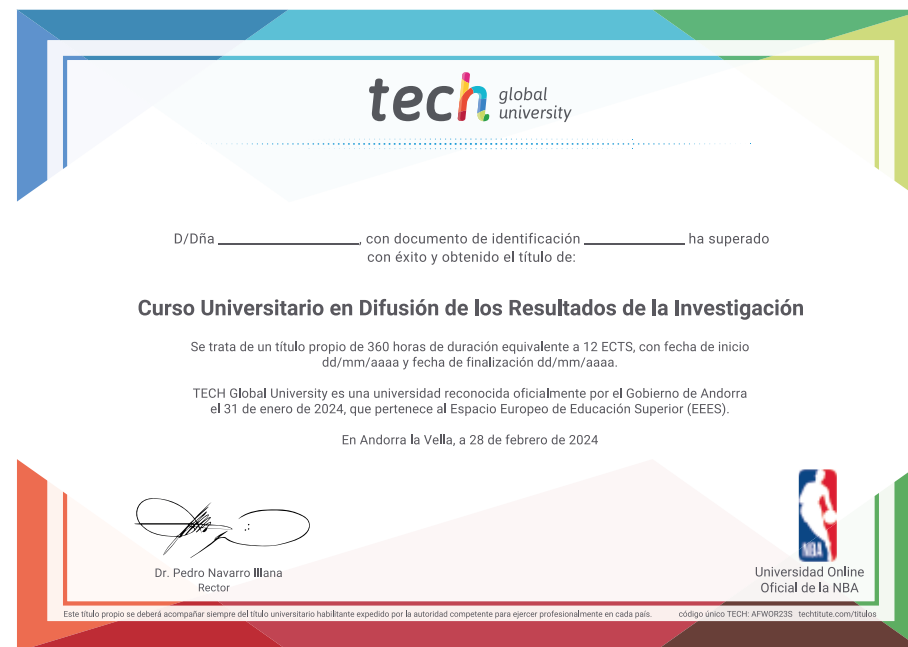 tech global university
D/Dña ______________, con documento de identificación __________ ha superado
con éxito y obtenido el título de:
Curso Universitario en Difusión de los Resultados de la Investigación
Se trata de un título propio de 360 horas de duración equivalente a 12 ECTS, con fecha de inicio
dd/mm/aaaa y fecha de finalización dd/mm/aaaa.
TECH Global University es una universidad reconocida oficialmente por el Gobierno de Andorra
el 31 de enero de 2024, que pertenece al Espacio Europeo de Educación Superior (EEES).
En Andorra la Vella, a 28 de febrero de 2024
Dr. Pedro Navarro Illana
Rector
NBA
Universidad Online
Oficial de la NBA
Este título propio se deberá acompañar siempre del título universitario habilitante expedido por la autoridad competente para ejercer profesionalmente en cada país. código único TECH: AFWOR23S techtitute.com/titulos